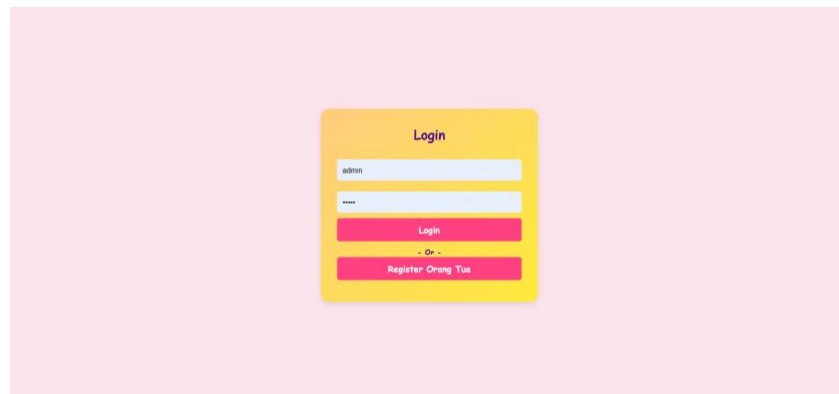 Login
admin
•••••
Login
- Or -
Register Orang Tua